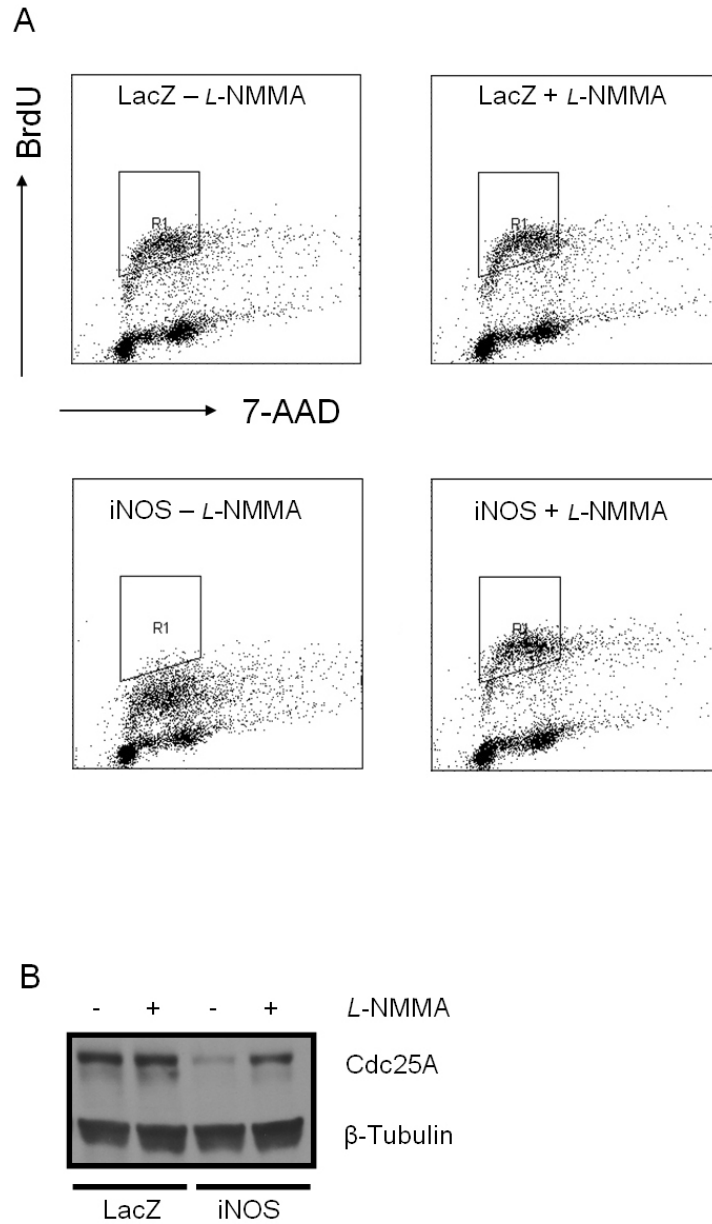 A
BrdU
LacZ – L-NMMA
R1
LacZ + L-NMMA
R1
7-AAD
iNOS – L-NMMA
R1
iNOS + L-NMMA
R1
B
- + - + L-NMMA
Cdc25A
β-Tubulin
LacZ iNOS